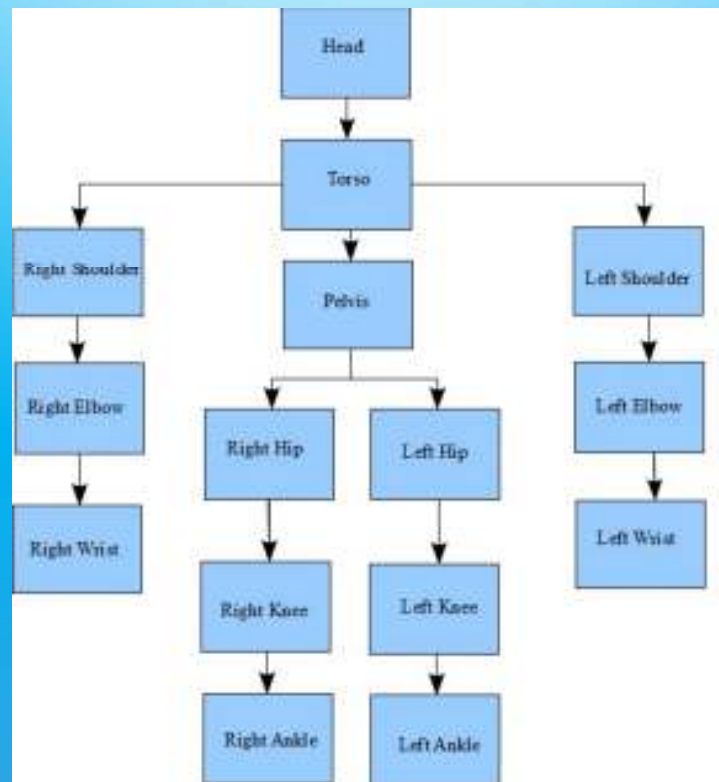 Head
Torso
Right Shoulder
Left Shoulder
Pelvis
Right Elbow
Left Elbow
Right Hip
Left Hip
Right Wrist
Left Wrist
Right Knee
Left Knee
Right Ankle
Left Ankle